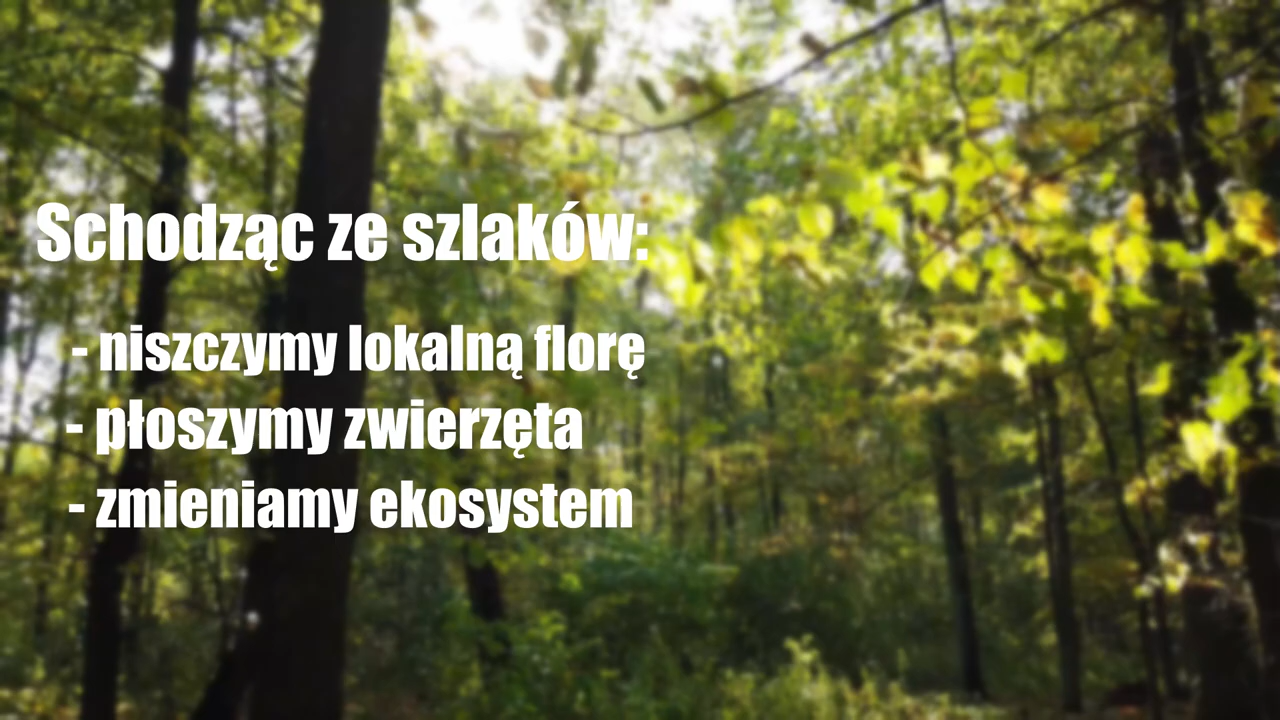 Schodząc ze szlaków:
- niszczymy lokalną florę
- płoszymy zwierzęta
- zmieniamy ekosystem